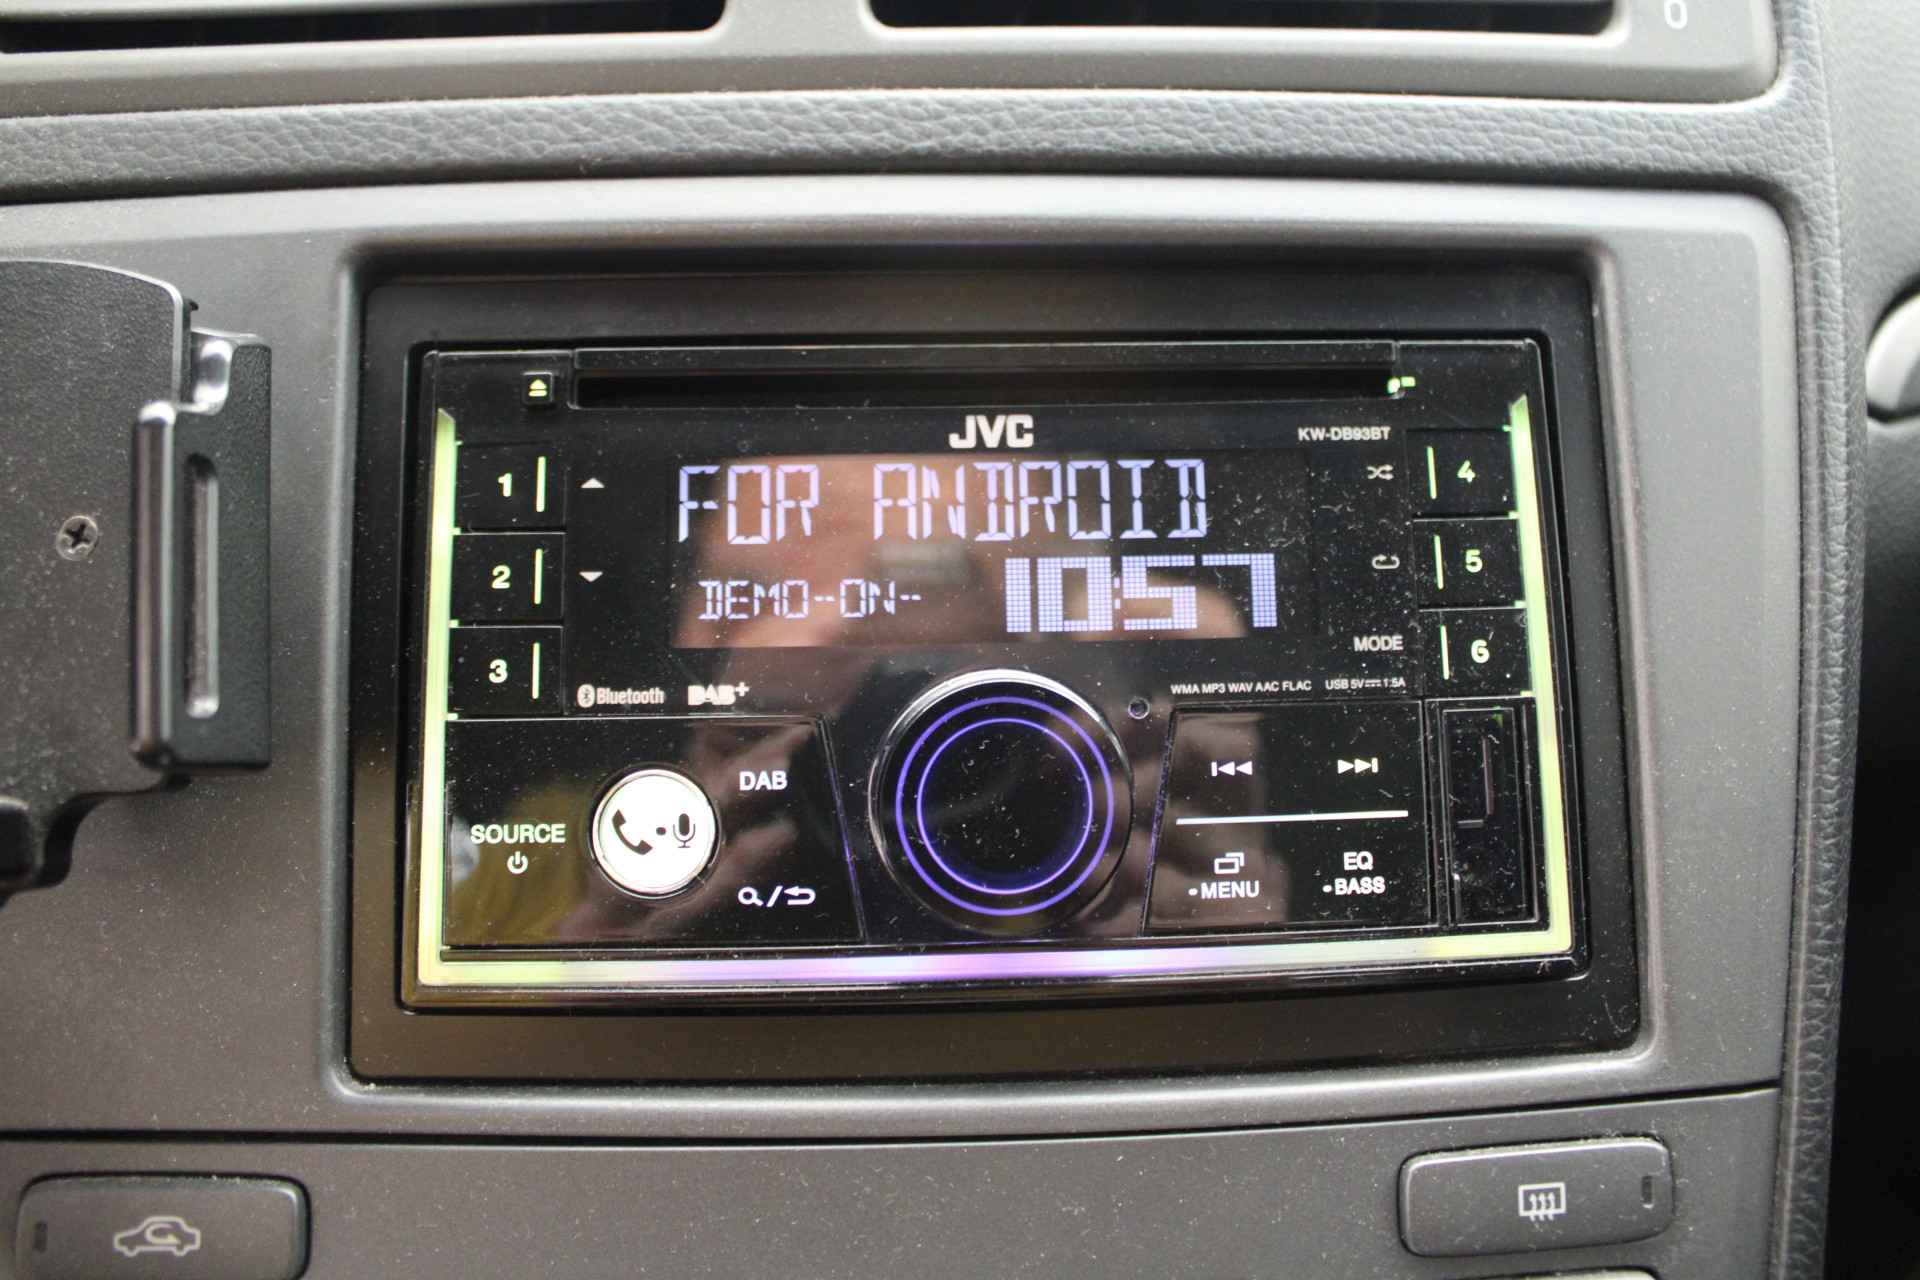 0
JVC
KW-DB93BT
FOR ANDROID
DEMO-ON--
10:57
1
2
3
4
5
6
MODE
Bluetooth
DAB+
WMA MP3 WAV AAC FLAC
USB 5V 1.5A
DAB
SOURCE
MENU
EQ
BASS